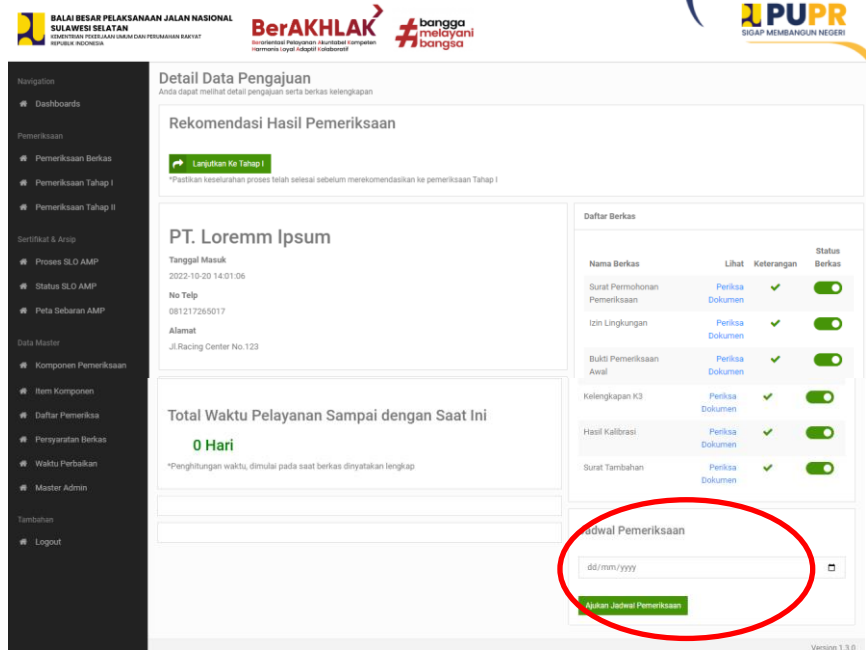 BALAI BESAR PELAKSANAAN JALAN NASIONAL
SULAWESI SELATAN
KEMENTRIAN PEKERJAAN UMUM DAN PERUMAHAN RAKYAT
REPUBLIK INDONESIA
BerAKHLAK
Berorientasi Pelayanan Akuntabel Kompeten
Harmonis Loyal Adaptif Kolaboratif
#bangga
melayani
bangsa
PUPR
SIGAP MEMBANGUN NEGERI
Navigation
Dashboards
Pemeriksaan
Pemeriksaan Berkas
Pemeriksaan Tahap I
Pemeriksaan Tahap II
Sertifikat & Arsip
Proses SLO AMP
Status SLO AMP
Peta Sebaran AMP
Data Master
Komponen Pemeriksaan
Item Komponen
Daftar Pemeriksa
Persyaratan Berkas
Waktu Perbaikan
Master Admin
Tambahan
Logout
Detail Data Pengajuan
Anda dapat melihat detail pengajuan serta berkas kelengkapan
Rekomendasi Hasil Pemeriksaan
Lanjutkan Ke Tahap I
*Pastikan keseluruhan proses telah selesai sebelum merekomendasikan ke pemeriksaan Tahap I
PT. Loremm Ipsum
Tanggal Masuk
2022-10-20 14:01:06
No Telp
081217265017
Alamat
Jl.Racing Center No.123
Total Waktu Pelayanan Sampai dengan Saat Ini
0 Hari
*Penghitungan waktu, dimulai pada saat berkas dinyatakan lengkap
Daftar Berkas
Nama Berkas Lihat Keterangan Status Berkas
Surat Permohonan Periksa
Pemeriksaan Dokumen
Izin Lingkungan Periksa
Dokumen
Bukti Pemeriksaan Periksa
Awal Dokumen
Kelengkapan K3 Periksa
Dokumen
Hasil Kalibrasi Periksa
Dokumen
Surat Tambahan Periksa
Dokumen
Jadwal Pemeriksaan
dd/mm/yyyy
Ajukan Jadwal Pemeriksaan
Version 1.3.0